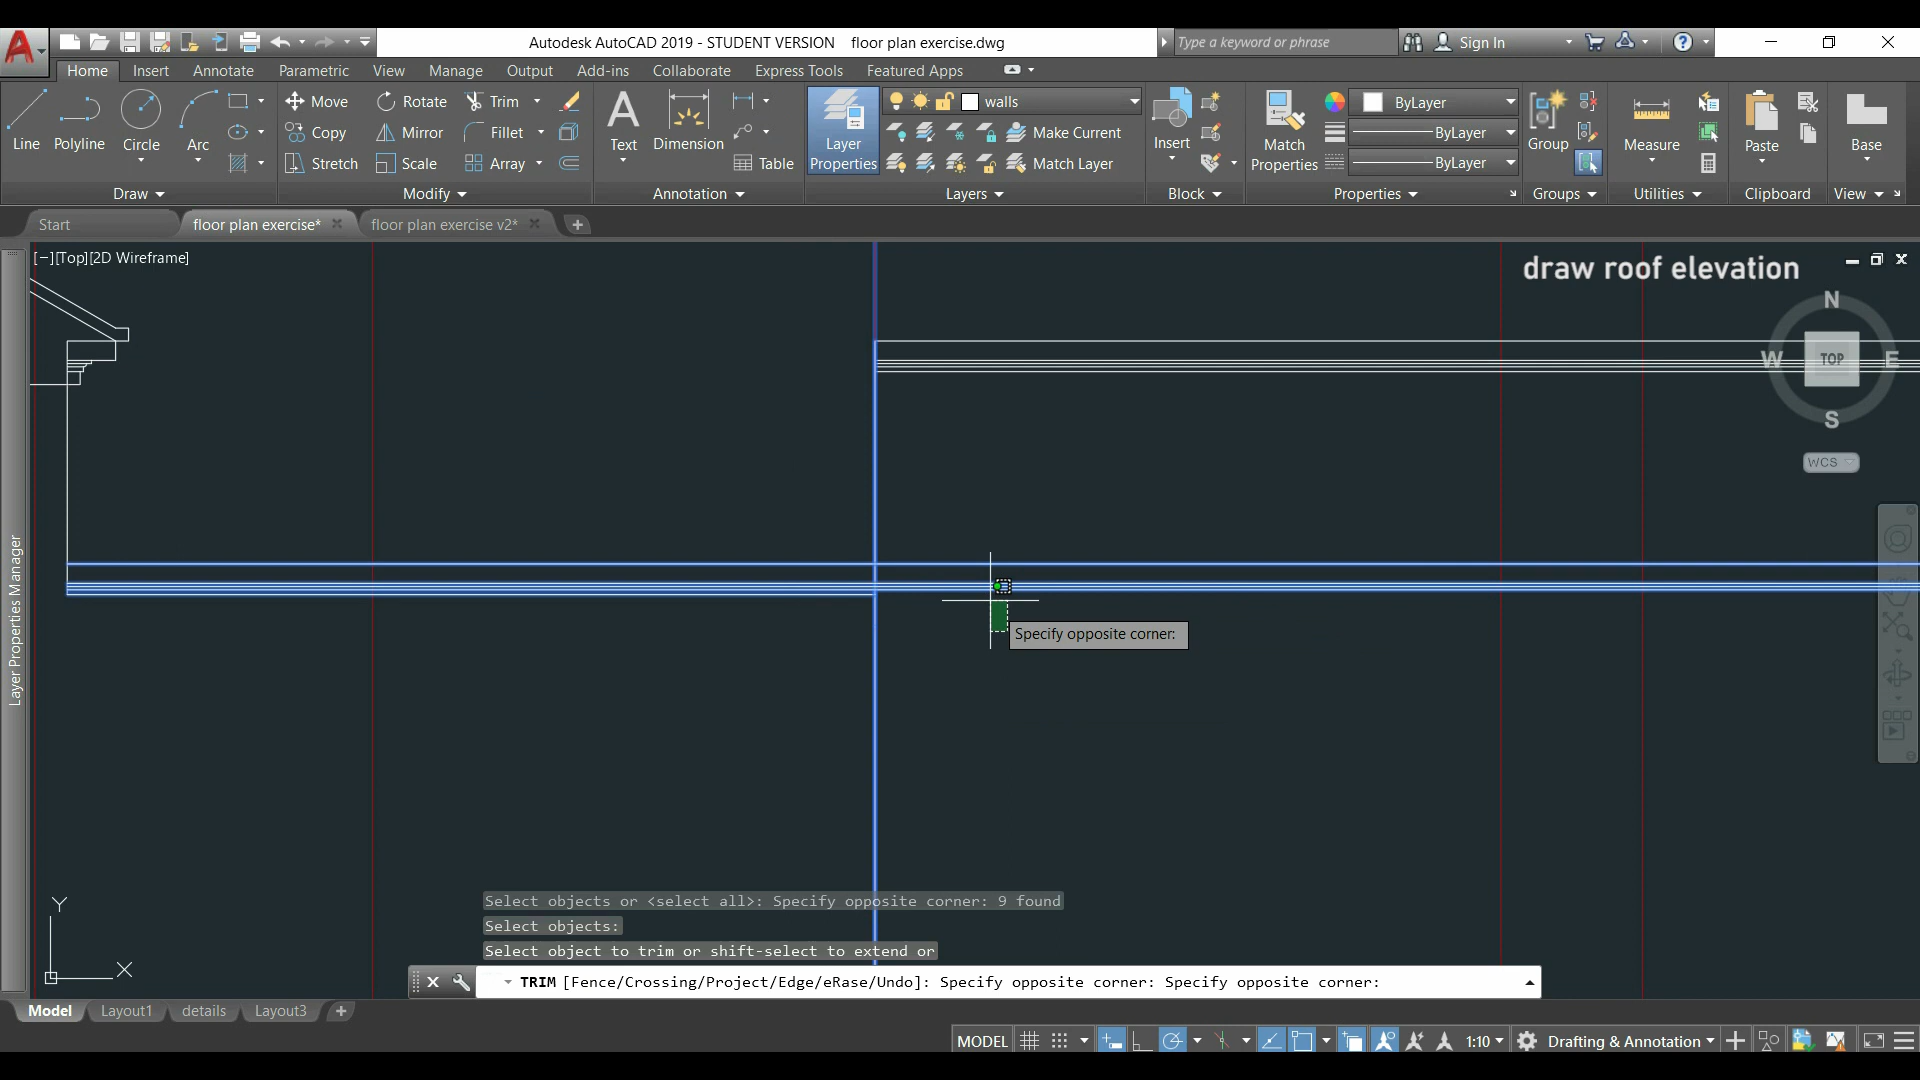 Autodesk AutoCAD 2019 - STUDENT VERSION floor plan exercise.dwg
Type a keyword or phrase
Sign In
Home Insert Annotate Parametric View Manage Output Add-ins Collaborate Express Tools Featured Apps
Line Polyline Circle Arc
Move Rotate Trim
Copy Mirror Fillet
Stretch Scale Array
Text Dimension Table
Layer Properties
walls
Make Current
Match Layer
Insert
Match Properties
ByLayer
ByLayer
ByLayer
Group
Measure
Paste
Base
Draw Modify Annotation Layers Block Properties Groups Utilities Clipboard View
Start floor plan exercise* floor plan exercise v2*
[−][Top][2D Wireframe]
draw roof elevation
N
W TOP E
S
WCS
Layer Properties Manager
Specify opposite corner:
Y
X
Select objects or <select all>: Specify opposite corner: 9 found
Select objects:
Select object to trim or shift-select to extend or
TRIM [Fence/Crossing/Project/Edge/eRase/Undo]: Specify opposite corner: Specify opposite corner:
Model Layout1 details Layout3
MODEL 1:10 Drafting & Annotation